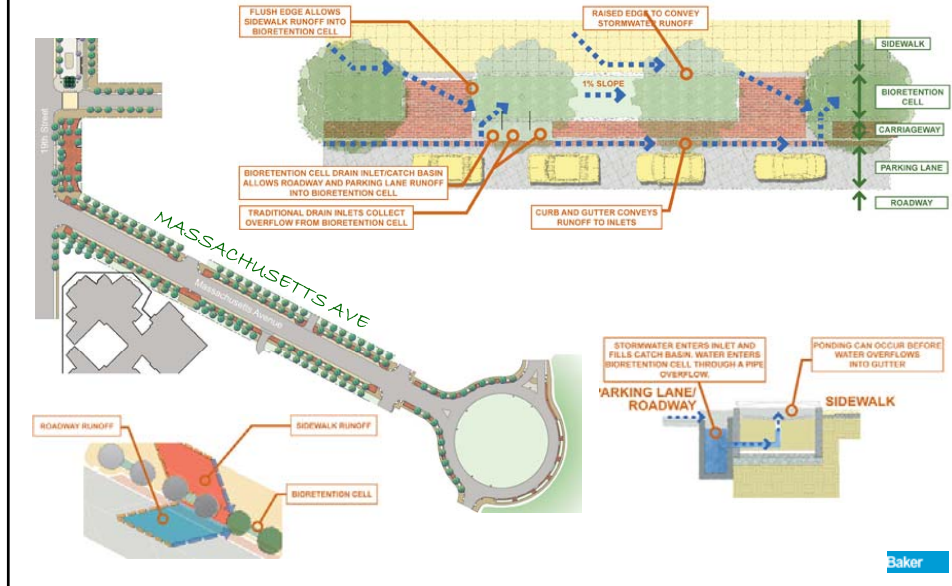 FLUSH EDGE ALLOWS
SIDEWALK RUNOFF INTO
BIORETENTION CELL
RAISED EDGE TO CONVEY
STORMWATER RUNOFF
SIDEWALK
1% SLOPE
BIORETENTION
CELL
CARRIAGEWAY
BIORETENTION CELL DRAIN INLET/CATCH BASIN
ALLOWS ROADWAY AND PARKING LANE RUNOFF
INTO BIORETENTION CELL
PARKING LANE
TRADITIONAL DRAIN INLETS COLLECT
OVERFLOW FROM BIORETENTION CELL
CURB AND GUTTER CONVEYS
RUNOFF TO INLETS
ROADWAY
19th Street
MASSACHUSETTS AVE
Massachusetts Avenue
STORMWATER ENTERS INLET AND
FILLS CATCH BASIN. WATER ENTERS
BIORETENTION CELL THROUGH A PIPE
OVERFLOW.
PONDING CAN OCCUR BEFORE
WATER OVERFLOWS
INTO GUTTER
PARKING LANE/
ROADWAY
SIDEWALK
ROADWAY RUNOFF
SIDEWALK RUNOFF
BIORETENTION CELL
Baker